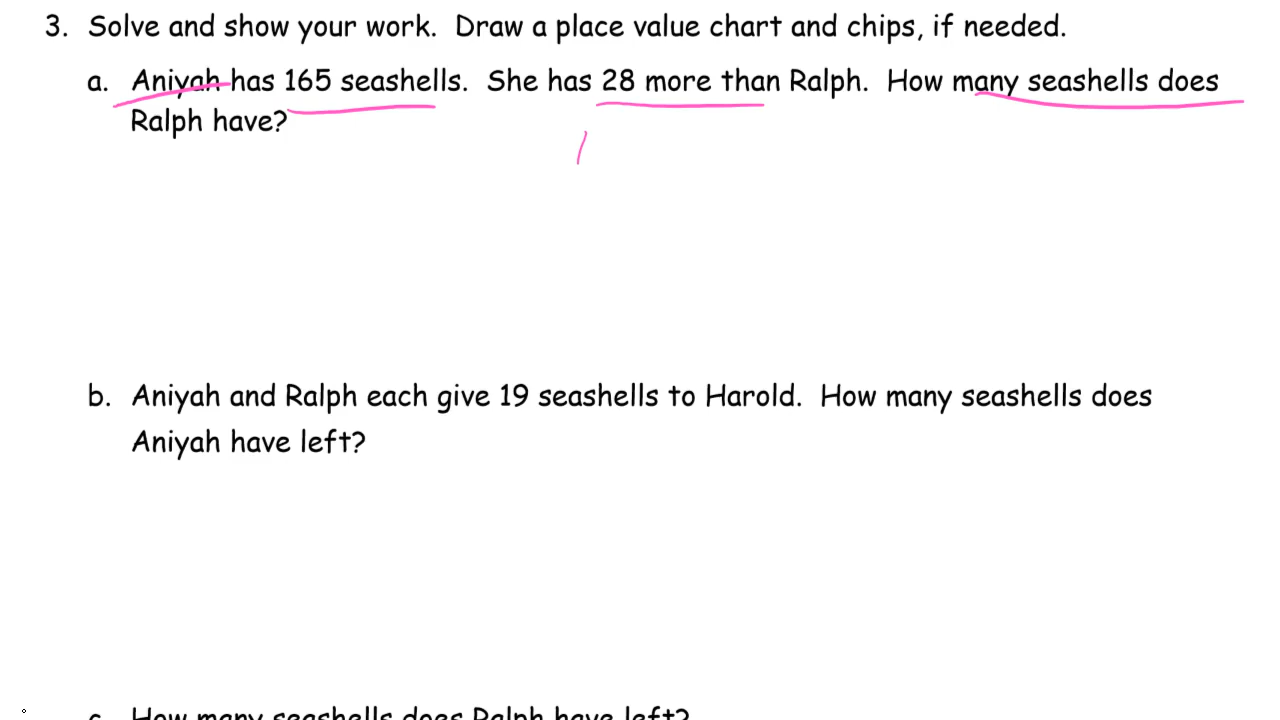 3. Solve and show your work. Draw a place value chart and chips, if needed.
a. Aniyah has 165 seashells. She has 28 more than Ralph. How many seashells does
Ralph have?
b. Aniyah and Ralph each give 19 seashells to Harold. How many seashells does
Aniyah have left?
c. How many seashells does Ralph have left?